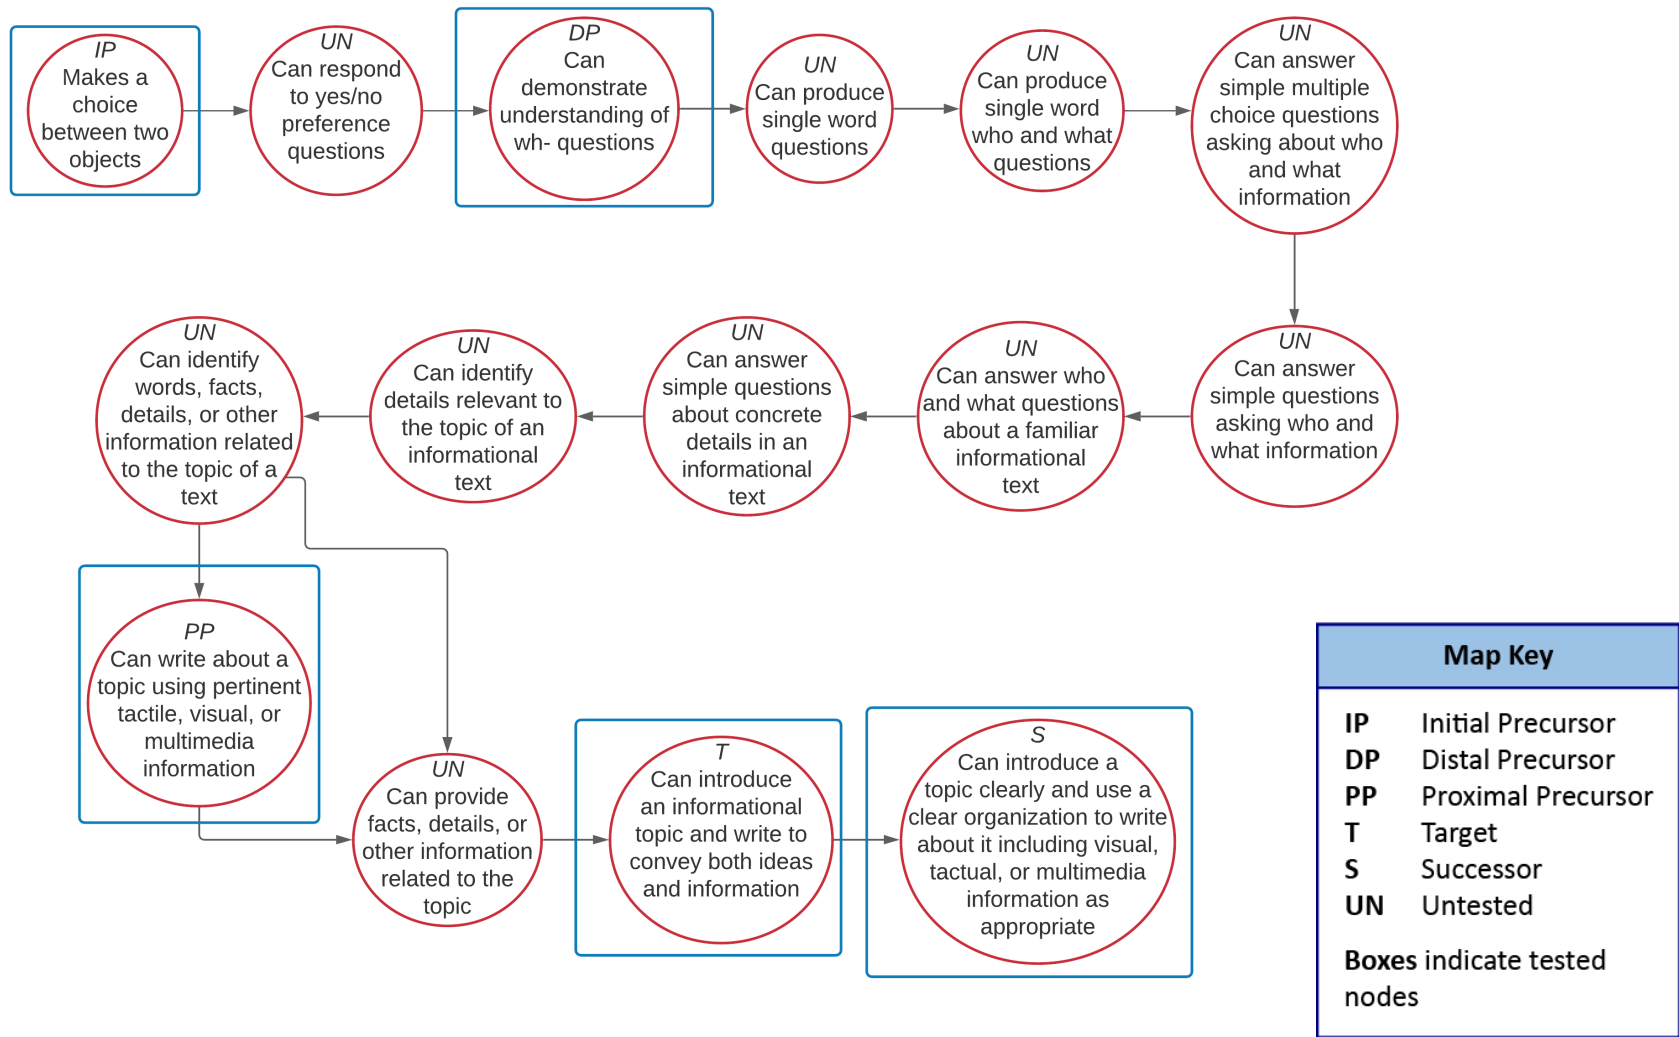 IP
Makes a
choice
between two
objects
UN
Can respond
to yes/no
preference
questions
DP
Can
demonstrate
understanding of
wh- questions
UN
Can produce
single word
questions
UN
Can produce
single word
who and what
questions
UN
Can answer
simple multiple
choice questions
asking about who
and what
information
UN
Can answer
simple questions
asking who and
what information
UN
Can answer who
and what questions
about a familiar
informational
text
UN
Can answer
simple questions
about concrete
details in an
informational
text
UN
Can identify
details relevant to
the topic of an
informational
text
UN
Can identify
words, facts,
details, or other
information related
to the topic of a
text
PP
Can write about a
topic using pertinent
tactile, visual, or
multimedia
information
UN
Can provide
facts, details, or
other information
related to the
topic
T
Can introduce
an informational
topic and write to
convey both ideas
and information
S
Can introduce a
topic clearly and use a
clear organization to write
about it including visual,
tactual, or multimedia
information as
appropriate
Map Key
IP Initial Precursor
DP Distal Precursor
PP Proximal Precursor
T Target
S Successor
UN Untested
Boxes indicate tested
nodes